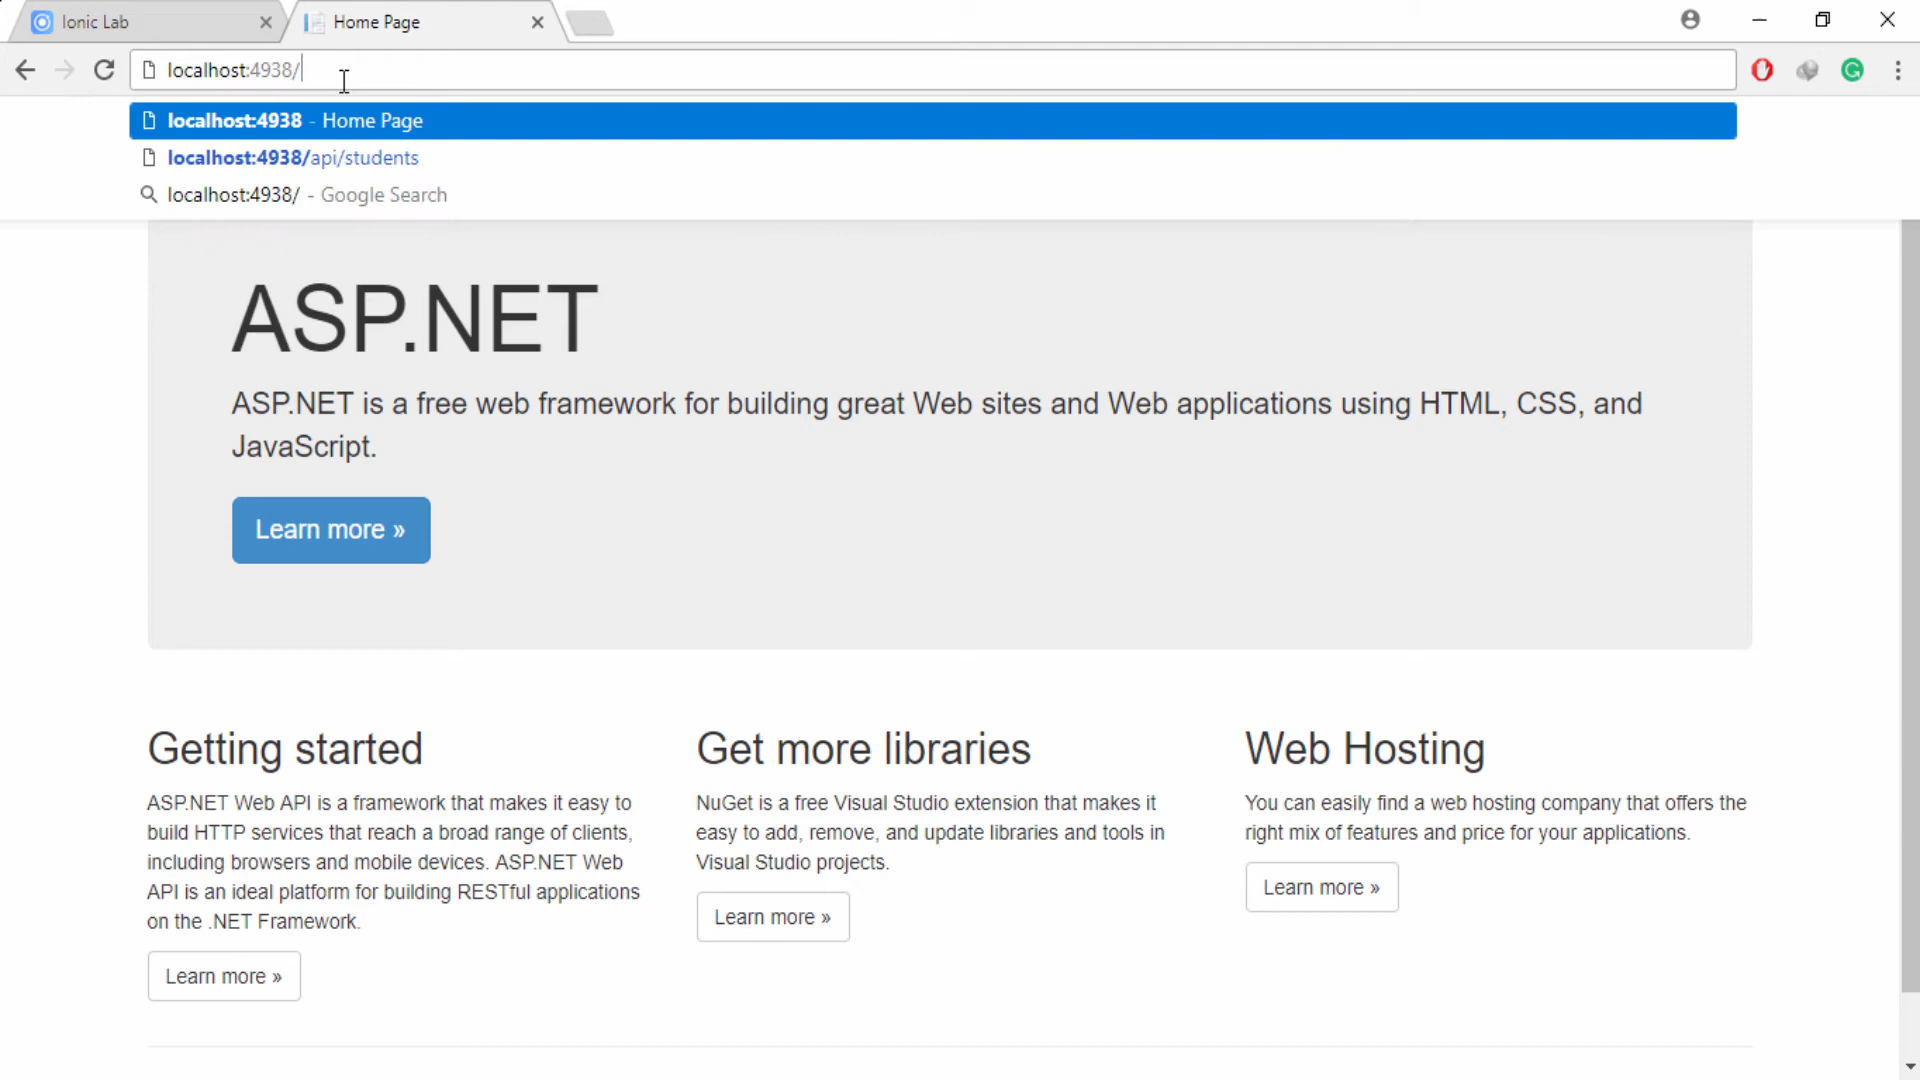 Ionic Lab
Home Page
localhost:4938/
localhost:4938 - Home Page
localhost:4938/api/students
localhost:4938/ - Google Search
ASP.NET
ASP.NET is a free web framework for building great Web sites and Web applications using HTML, CSS, and
JavaScript.
Learn more »
Getting started
ASP.NET Web API is a framework that makes it easy to
build HTTP services that reach a broad range of clients,
including browsers and mobile devices. ASP.NET Web
API is an ideal platform for building RESTful applications
on the .NET Framework.
Learn more »
Get more libraries
NuGet is a free Visual Studio extension that makes it
easy to add, remove, and update libraries and tools in
Visual Studio projects.
Learn more »
Web Hosting
You can easily find a web hosting company that offers the
right mix of features and price for your applications.
Learn more »